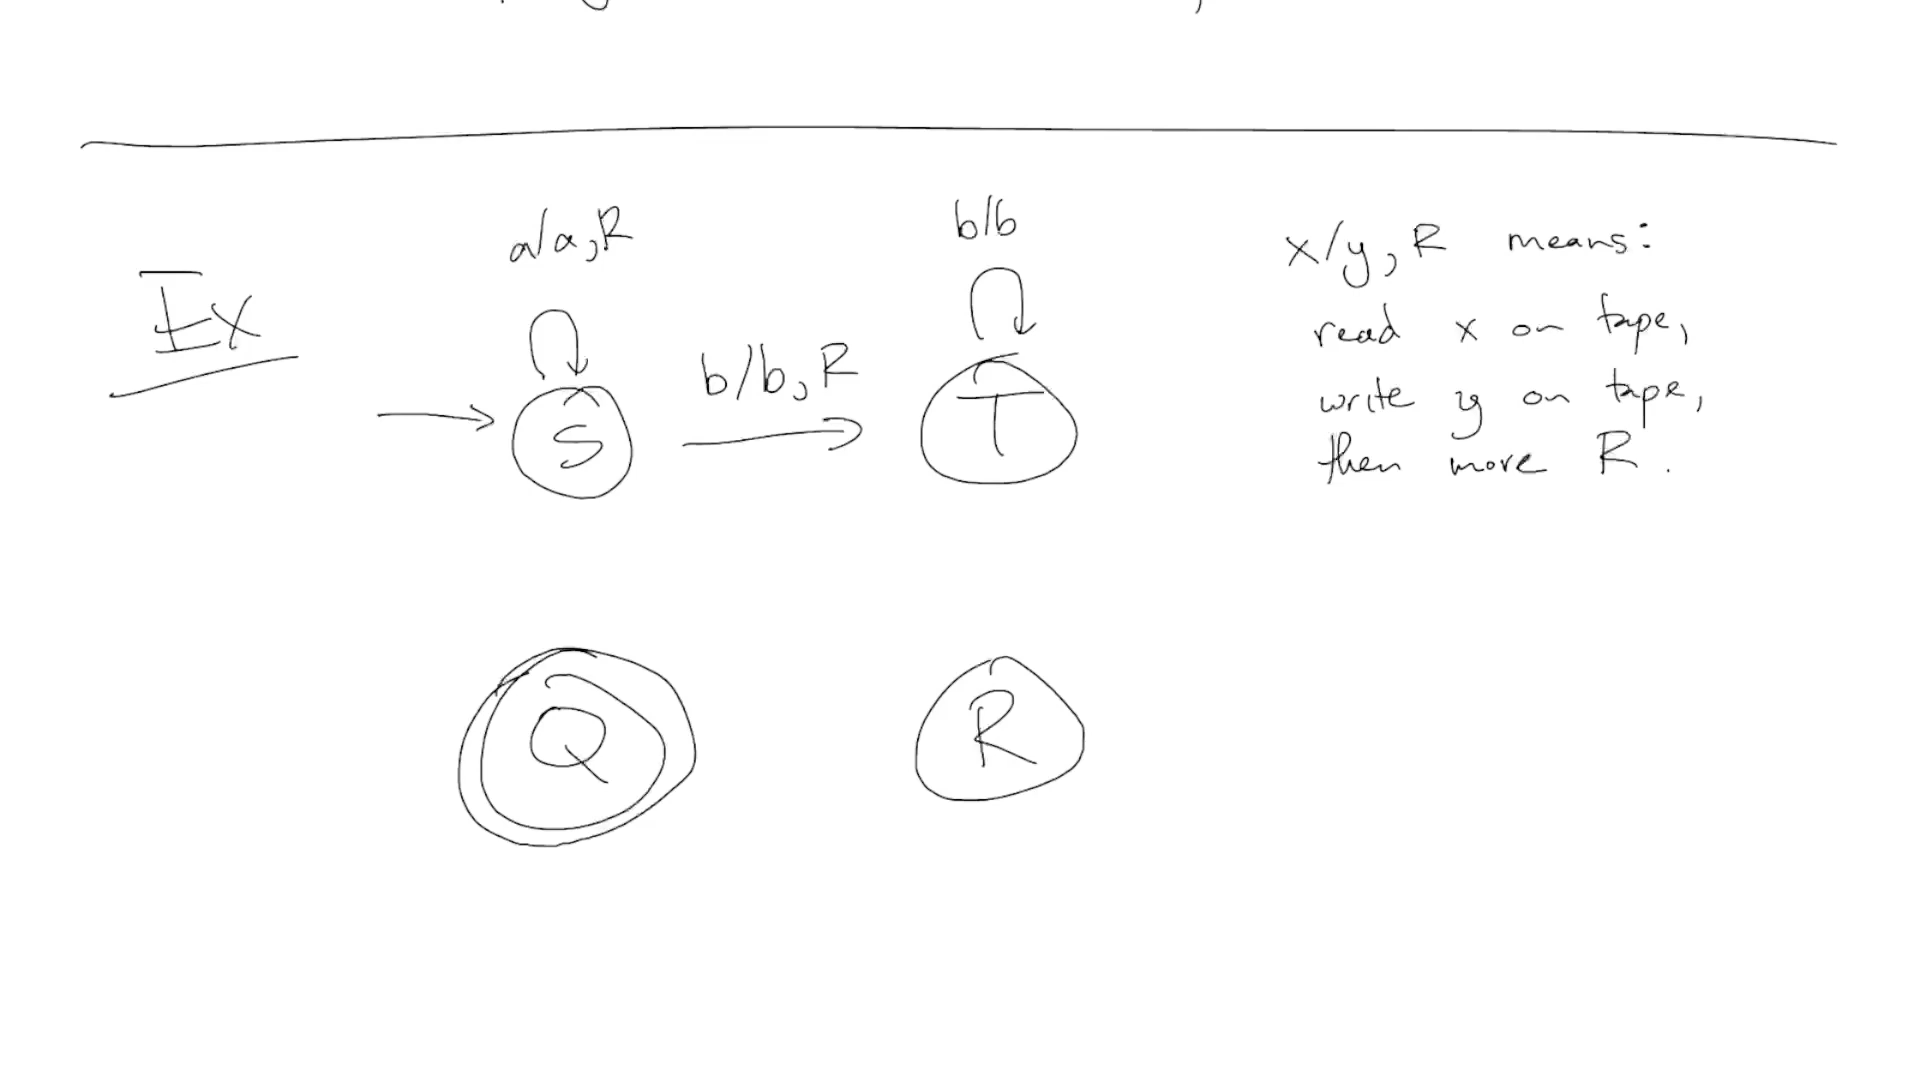 Ex
a/a,R
b/b
b/b,R
S
T
x/y,R means:
read x on tape,
write y on tape,
then move R.
Q
R